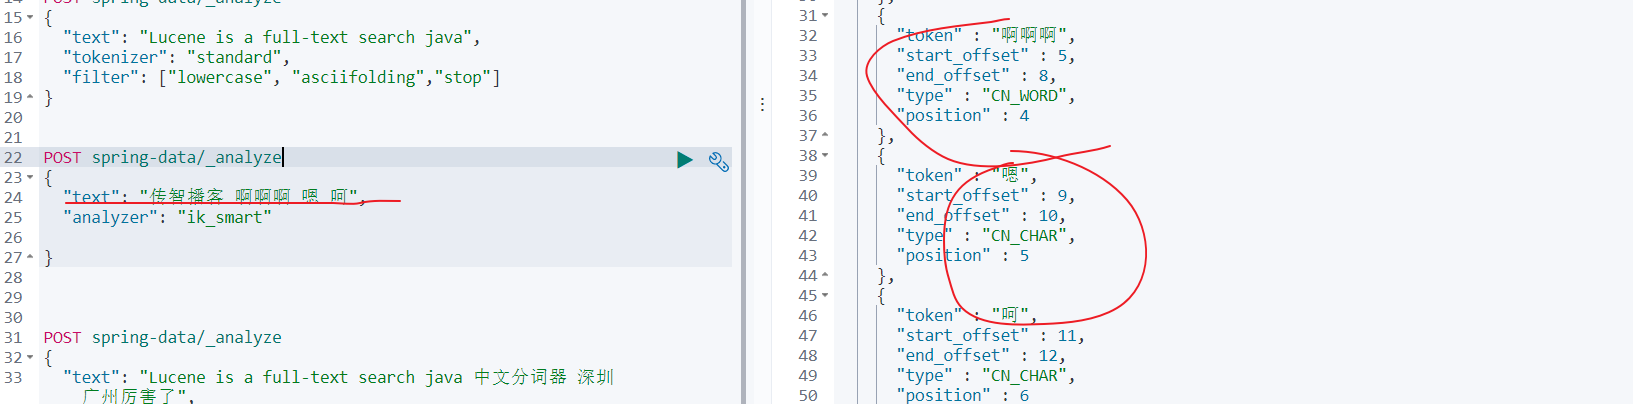 14 POST spring-data/_analyze
15 {
16 "text": "Lucene is a full-text search java",
17 "tokenizer": "standard",
18 "filter": ["lowercase", "asciifolding","stop"]
19 }
20
21
22 POST spring-data/_analyze
23 {
24 "text": "传智播客 啊啊啊 嗯 呵",
25 "analyzer": "ik_smart"
26
27 }
28
29
30
31 POST spring-data/_analyze
32 {
33 "text": "Lucene is a full-text search java 中文分词器 深圳
广州厉害了",
31 {
32 "token" : "啊啊啊",
33 "start_offset" : 5,
34 "end_offset" : 8,
35 "type" : "CN_WORD",
36 "position" : 4
37 },
38 {
39 "token" : "嗯",
40 "start_offset" : 9,
41 "end_offset" : 10,
42 "type" : "CN_CHAR",
43 "position" : 5
44 },
45 {
46 "token" : "呵",
47 "start_offset" : 11,
48 "end_offset" : 12,
49 "type" : "CN_CHAR",
50 "position" : 6